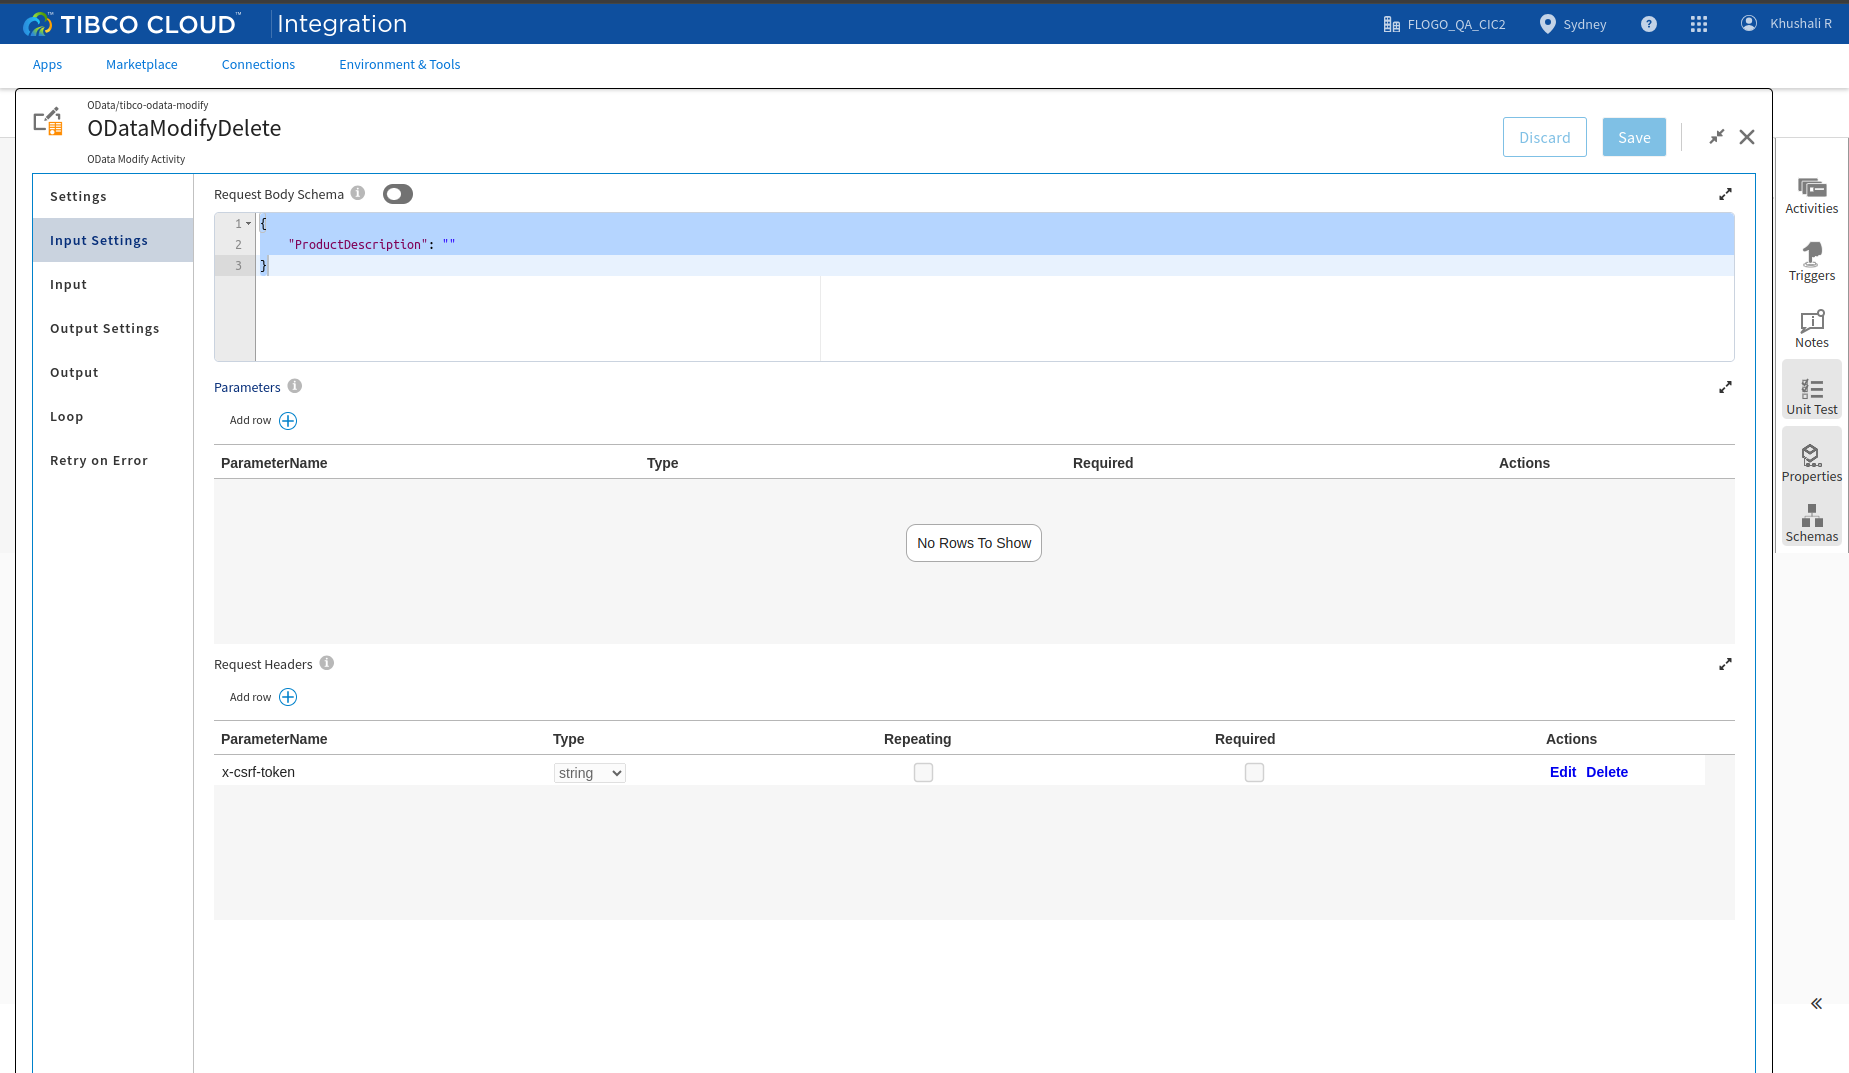 TIBCO CLOUD™ Integration
FLOGO_QA_CIC2
Sydney
?
Khushali R
Apps
Marketplace
Connections
Environment & Tools
OData/tibco-odata-modify
ODataModifyDelete
OData Modify Activity
Discard
Save
Settings
Input Settings
Input
Output Settings
Output
Loop
Retry on Error
Request Body Schema i
1 {
2 "ProductDescription": ""
3 }
Parameters i
Add row
ParameterName Type Required Actions
No Rows To Show
Request Headers i
Add row
ParameterName Type Repeating Required Actions
x-csrf-token string Edit Delete
Activities
Triggers
Notes
Unit Test
Properties
Schemas